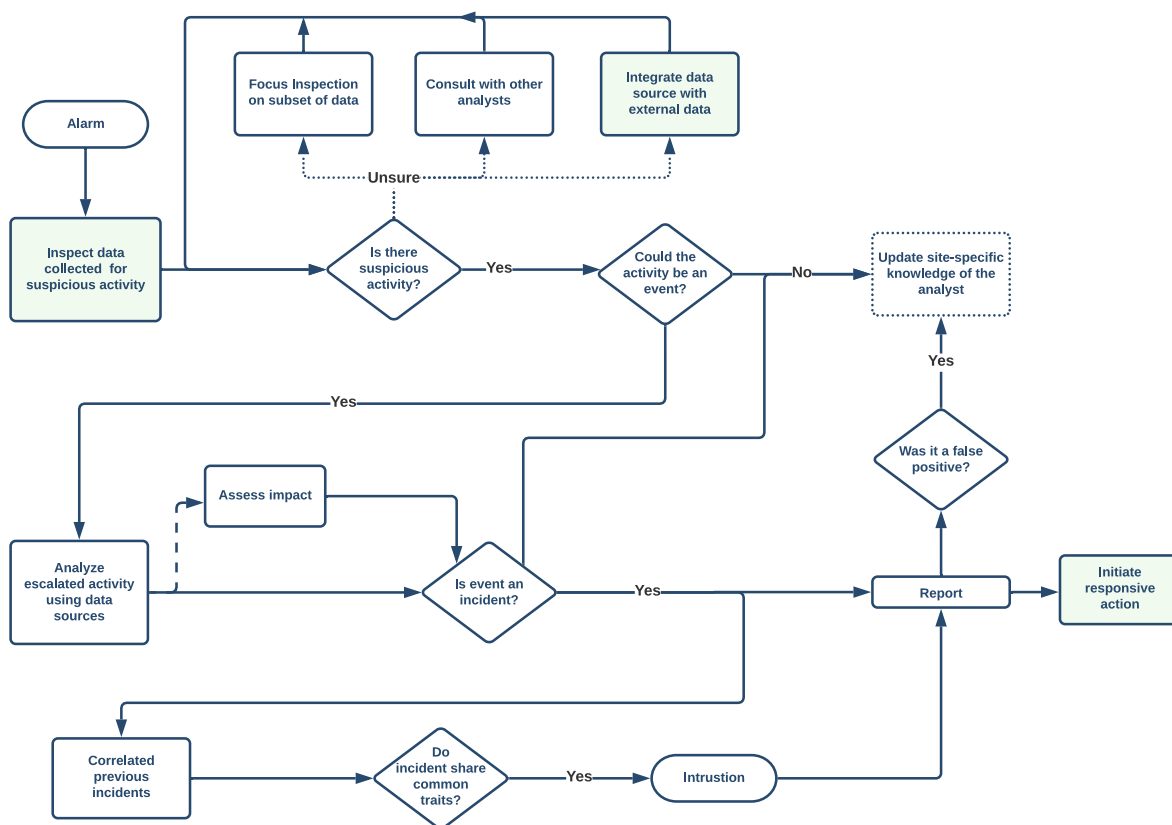 Focus Inspection
on subset of data
Consult with other
analysts
Integrate data
source with
external data
Alarm
Unsure
Inspect data
collected for
suspicious activity
Is there
suspicious
activity?
Yes
Could the
activity be an
event?
No
Update site-specific
knowledge of the
analyst
Yes
Yes
Was it a false
positive?
Assess impact
Analyze
escalated activity
using data
sources
Is event an
incident?
Yes
Report
Initiate
responsive
action
Correlated
previous
incidents
Do
incident share
common
traits?
Yes
Intrusion